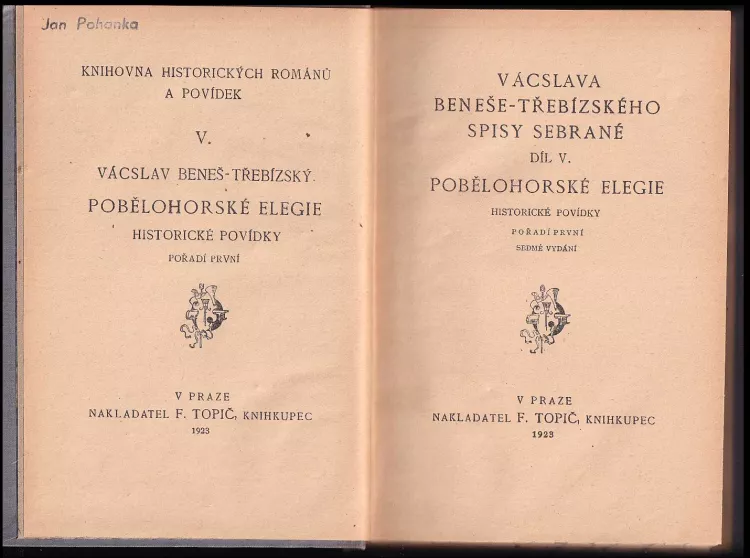 Jan Pohanka
KNIHOVNA HISTORICKÝCH ROMÁNŮ
A POVÍDEK
V.
VÁCSLAV BENEŠ-TŘEBÍZSKÝ
POBĚLOHORSKÉ ELEGIE
HISTORICKÉ POVÍDKY
POŘADÍ PRVNÍ
V PRAZE
NAKLADATEL F. TOPIČ, KNIHKUPEC
1923
VÁCSLAVA
BENEŠE-TŘEBÍZSKÉHO
SPISY SEBRANÉ
DÍL V.
POBĚLOHORSKÉ ELEGIE
HISTORICKÉ POVÍDKY
POŘADÍ PRVNÍ
SEDMÉ VYDÁNÍ
V PRAZE
NAKLADATEL F. TOPIČ, KNIHKUPEC
1923